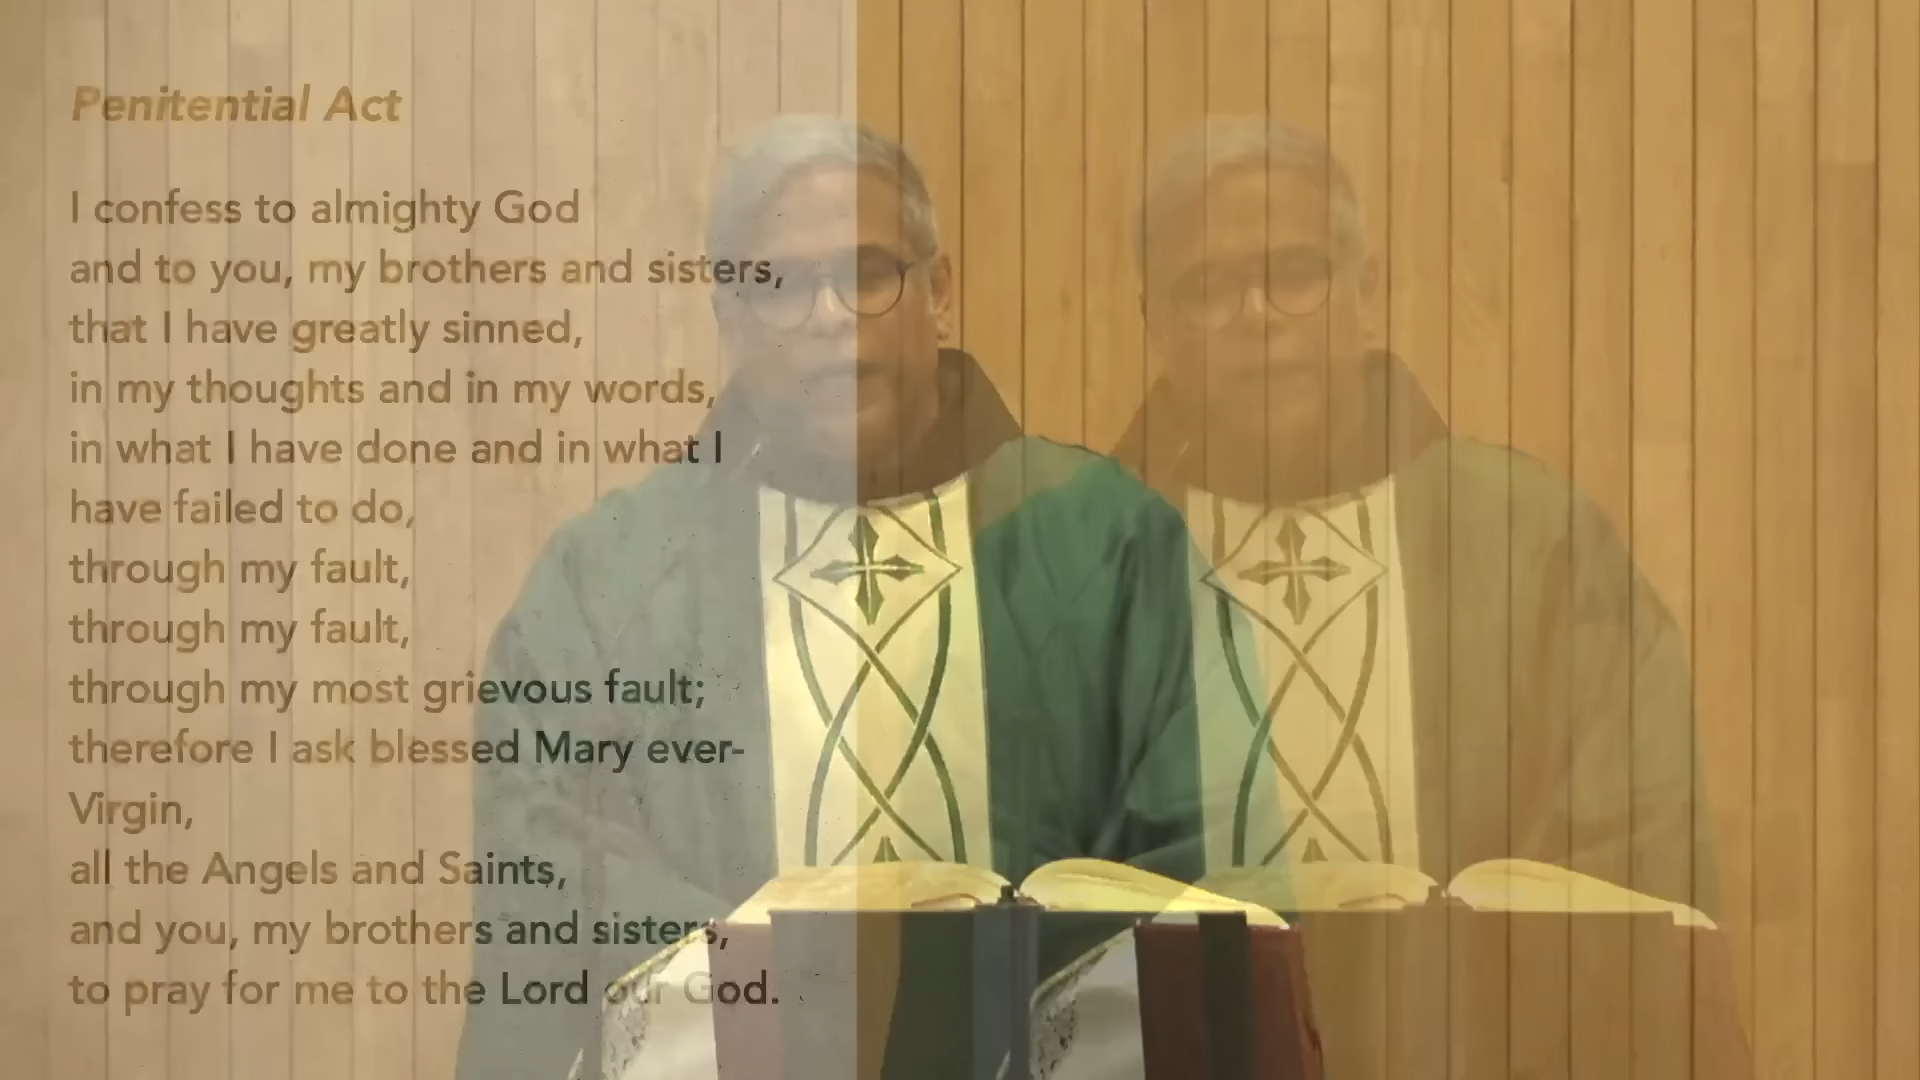 Penitential Act
I confess to almighty God
and to you, my brothers and sisters,
that I have greatly sinned,
in my thoughts and in my words,
in what I have done and in what I
have failed to do,
through my fault,
through my fault,
through my most grievous fault;
therefore I ask blessed Mary ever-
Virgin,
all the Angels and Saints,
and you, my brothers and sisters,
to pray for me to the Lord our God.